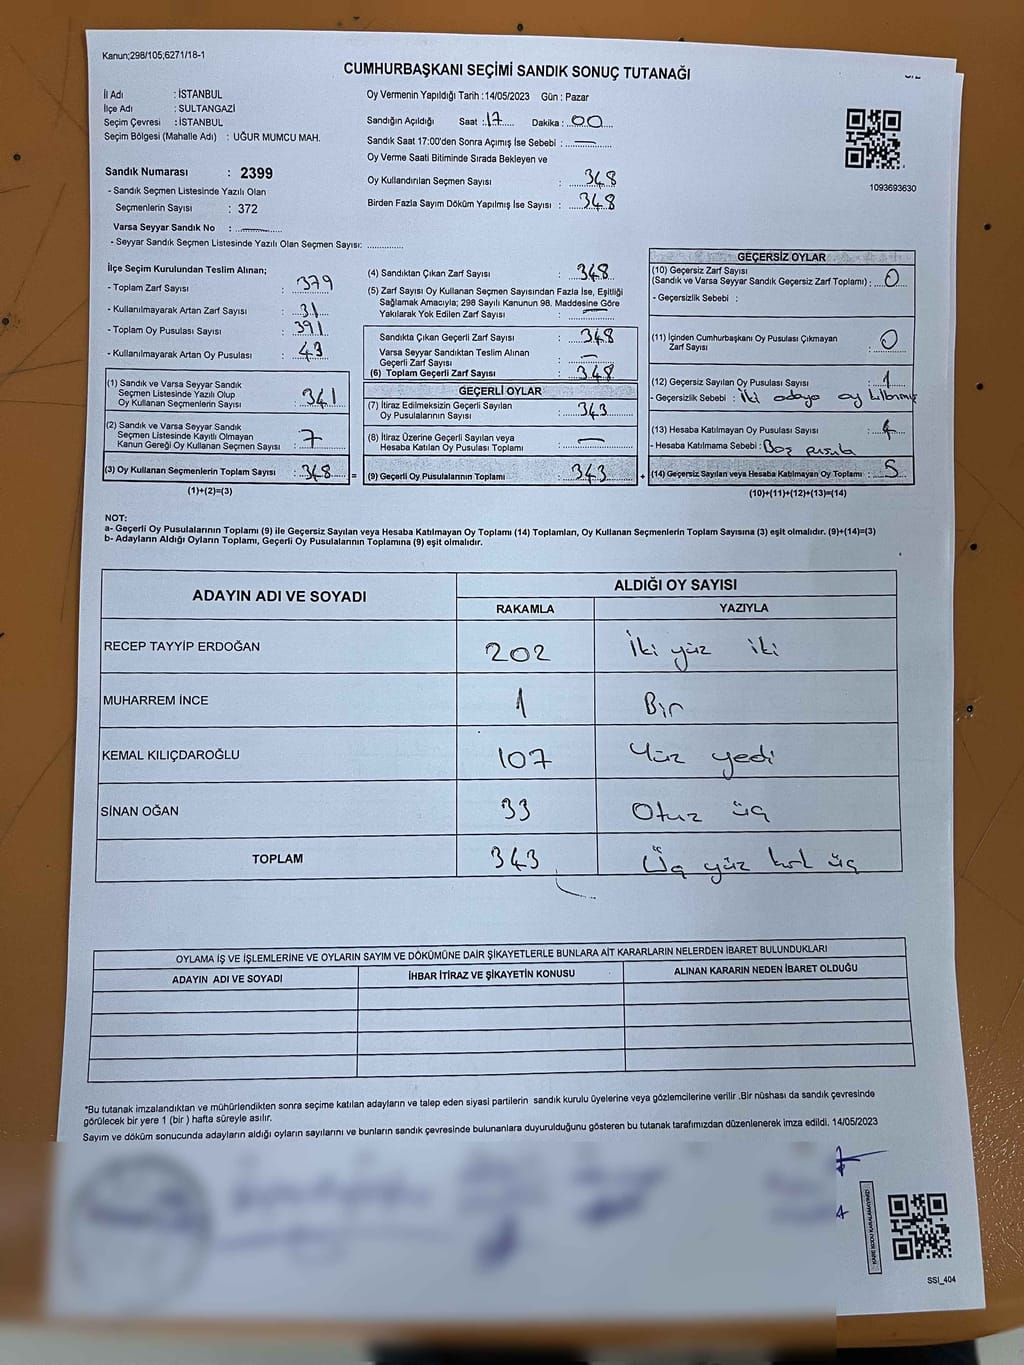 Kanun;298/105;6271/18-1
CUMHURBAŞKANI SEÇİMİ SANDIK SONUÇ TUTANAĞI
İl Adı : İSTANBUL
İlçe Adı : SULTANGAZİ
Seçim Çevresi : İSTANBUL
Seçim Bölgesi (Mahalle Adı) : UĞUR MUMCU MAH.
Sandık Numarası : 2399
- Sandık Seçmen Listesinde Yazılı Olan
Seçmenlerin Sayısı : 372
Varsa Seyyar Sandık No :
- Seyyar Sandık Seçmen Listesinde Yazılı Olan Seçmen Sayısı:
Oy Vermenin Yapıldığı Tarih :14/05/2023 Gün : Pazar
Sandığın Açıldığı Saat : 17 Dakika : 00
Sandık Saat 17:00'den Sonra Açımış İse Sebebi : —
Oy Verme Saati Bitiminde Sırada Bekleyen ve
Oy Kullandırılan Seçmen Sayısı : 348
Birden Fazla Sayım Döküm Yapılmış İse Sayısı : 348
1093693630
İlçe Seçim Kurulundan Teslim Alınan;
- Toplam Zarf Sayısı : 379
- Kullanılmayarak Artan Zarf Sayısı : 31
- Toplam Oy Pusulası Sayısı : 391
- Kullanılmayarak Artan Oy Pusulası : 43
(1) Sandık ve Varsa Seyyar Sandık
Seçmen Listesinde Yazılı Olup
Oy Kullanan Seçmenlerin Sayısı : 341
(2) Sandık ve Varsa Seyyar Sandık
Seçmen Listesinde Kayıtlı Olmayan
Kanun Gereği Oy Kullanan Seçmen Sayısı : 7
(3) Oy Kullanan Seçmenlerin Toplam Sayısı : 348
(1)+(2)=(3)
(4) Sandıktan Çıkan Zarf Sayısı : 348
(5) Zarf Sayısı Oy Kullanan Seçmen Sayısından Fazla İse, Eşitliği
Sağlamak Amacıyla; 298 Sayılı Kanunun 98. Maddesine Göre
Yakılarak Yok Edilen Zarf Sayısı : —
Sandıkta Çıkan Geçerli Zarf Sayısı : 348
Varsa Seyyar Sandıktan Teslim Alınan
Geçerli Zarf Sayısı : —
(6) Toplam Geçerli Zarf Sayısı : 348
=
GEÇERLİ OYLAR
(7) İtiraz Edilmeksizin Geçerli Sayılan
Oy Pusulalarının Sayısı : 343
(8) İtiraz Üzerine Geçerli Sayılan veya
Hesaba Katılan Oy Pusulası Toplamı : —
(9) Geçerli Oy Pusulalarının Toplamı : 343
+
GEÇERSİZ OYLAR
(10) Geçersiz Zarf Sayısı
(Sandık ve Varsa Seyyar Sandık Geçersiz Zarf Toplamı) : 0
- Geçersizlik Sebebi :
(11) İçinden Cumhurbaşkanı Oy Pusulası Çıkmayan
Zarf Sayısı : 0
(12) Geçersiz Sayılan Oy Pusulası Sayısı : 1
- Geçersizlik Sebebi : İki adaya oy
(13) Hesaba Katılmayan Oy Pusulası Sayısı : 4
- Hesaba Katılmama Sebebi : Boş pusula
(14) Geçersiz Sayılan veya Hesaba Katılmayan Oy Toplamı : 5
(10)+(11)+(12)+(13)=(14)
NOT:
a- Geçerli Oy Pusulalarının Toplamı (9) ile Geçersiz Sayılan veya Hesaba Katılmayan Oy Toplamı (14) Toplamları, Oy Kullanan Seçmenlerin Toplam Sayısına (3) eşit olmalıdır. (9)+(14)=(3)
b- Adayların Aldığı Oyların Toplamı, Geçerli Oy Pusulalarının Toplamına (9) eşit olmalıdır.
ADAYIN ADI VE SOYADI
ALDIĞI OY SAYISI
RAKAMLA YAZIYLA
RECEP TAYYİP ERDOĞAN 202 İki yüz iki
MUHARREM İNCE 1 Bir
KEMAL KILIÇDAROĞLU 107 Yüz yedi
SİNAN OĞAN 33 Otuz üç
TOPLAM 343 Üç yüz kırk üç
OYLAMA İŞ VE İŞLEMLERİNE VE OYLARIN SAYIM VE DÖKÜMÜNE DAİR ŞİKAYETLERLE BUNLARA AİT KARARLARIN NELERDEN İBARET BULUNDUKLARI
ADAYIN ADI VE SOYADI İHBAR İTİRAZ VE ŞİKAYETİN KONUSU ALINAN KARARIN NEDEN İBARET OLDUĞU
*Bu tutanak imzalandıktan ve mühürlendikten sonra seçime katılan adayların ve talep eden siyasi partilerin sandık kurulu üyelerine veya gözlemcilerine verilir .Bir nüshası da sandık çevresinde
görülecek bir yere 1 (bir ) hafta süreyle asılır.
Sayım ve döküm sonucunda adayların aldığı oyların sayılarını ve bunların sandık çevresinde bulunanlara duyurulduğunu gösteren bu tutanak tarafımızdan düzenlenerek imza edildi. 14/05/2023
KARE KODU KARALAMAYINIZ!
SSI_404